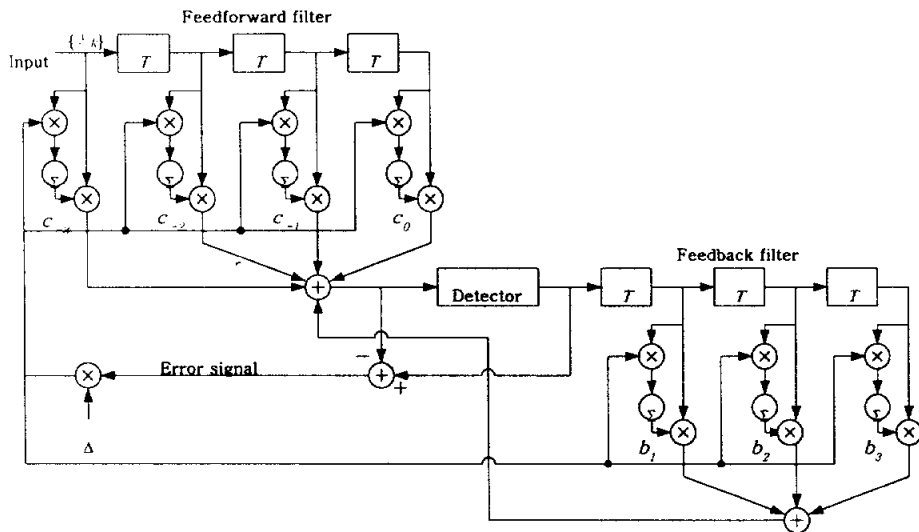 Feedforward filter
Input
T
T
T
×
×
×
×
Σ
Σ
Σ
Σ
×
×
×
×
c₋₂
c₋₁
c₀
+
Detector
Feedback filter
T
T
T
×
×
×
Σ
Σ
Σ
×
×
×
b₁
b₂
b₃
−
+
+
Error signal
×
Δ
+